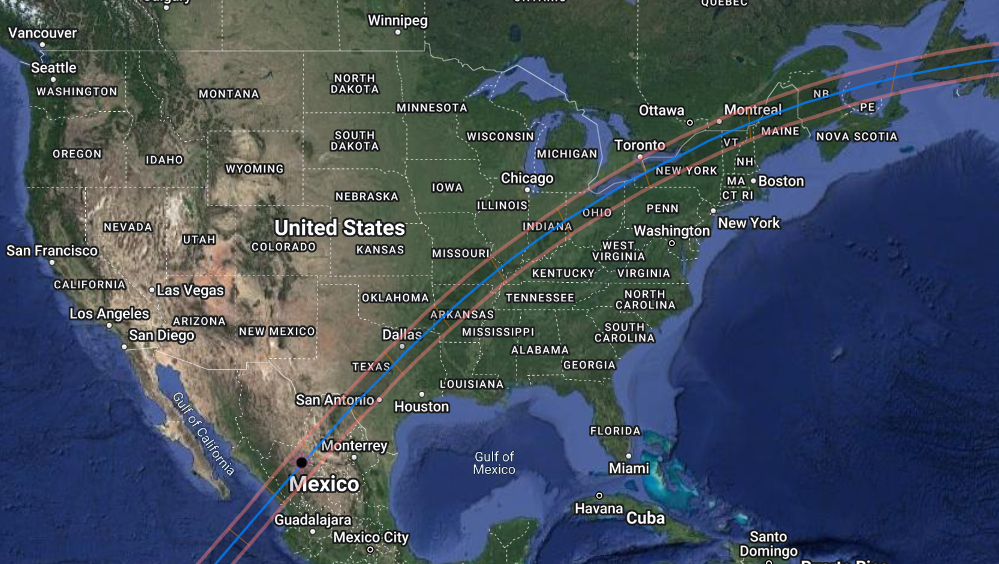 Calgary
ONTARIO
QUEBEC
Winnipeg
Vancouver
Seattle
WASHINGTON
NORTH
DAKOTA
MONTANA
MINNESOTA
NB
PE
Ottawa
Montreal
MAINE
NOVA SCOTIA
OREGON
IDAHO
SOUTH
DAKOTA
WISCONSIN
MICHIGAN
Toronto
VT
NH
WYOMING
NEW YORK
MA
Boston
CT RI
Chicago
IOWA
NEBRASKA
ILLINOIS
OHIO
PENN
New York
NEVADA
United States
INDIANA
Washington
UTAH
COLORADO
KANSAS
MISSOURI
WEST
VIRGINIA
San Francisco
KENTUCKY
VIRGINIA
CALIFORNIA
Las Vegas
OKLAHOMA
TENNESSEE
NORTH
CAROLINA
Los Angeles
ARIZONA
NEW MEXICO
ARKANSAS
MISSISSIPPI
SOUTH
CAROLINA
San Diego
Dallas
ALABAMA
GEORGIA
TEXAS
LOUISIANA
San Antonio
Houston
Gulf of California
FLORIDA
Monterrey
Gulf of
Mexico
Miami
Mexico
Havana
Cuba
Guadalajara
Mexico City
Santo
Domingo
Puerto Rico